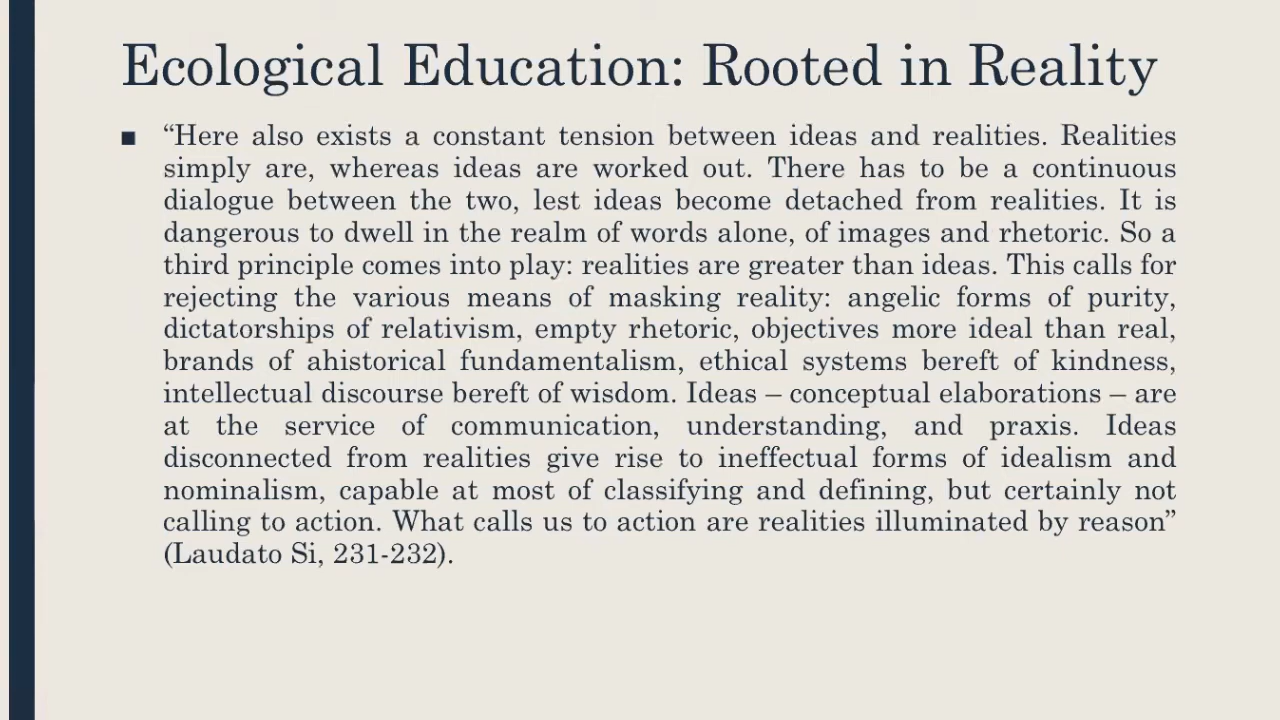 Ecological Education: Rooted in Reality
▪ “Here also exists a constant tension between ideas and realities. Realities
simply are, whereas ideas are worked out. There has to be a continuous
dialogue between the two, lest ideas become detached from realities. It is
dangerous to dwell in the realm of words alone, of images and rhetoric. So a
third principle comes into play: realities are greater than ideas. This calls for
rejecting the various means of masking reality: angelic forms of purity,
dictatorships of relativism, empty rhetoric, objectives more ideal than real,
brands of ahistorical fundamentalism, ethical systems bereft of kindness,
intellectual discourse bereft of wisdom. Ideas – conceptual elaborations – are
at the service of communication, understanding, and praxis. Ideas
disconnected from realities give rise to ineffectual forms of idealism and
nominalism, capable at most of classifying and defining, but certainly not
calling to action. What calls us to action are realities illuminated by reason”
(Laudato Si, 231-232).